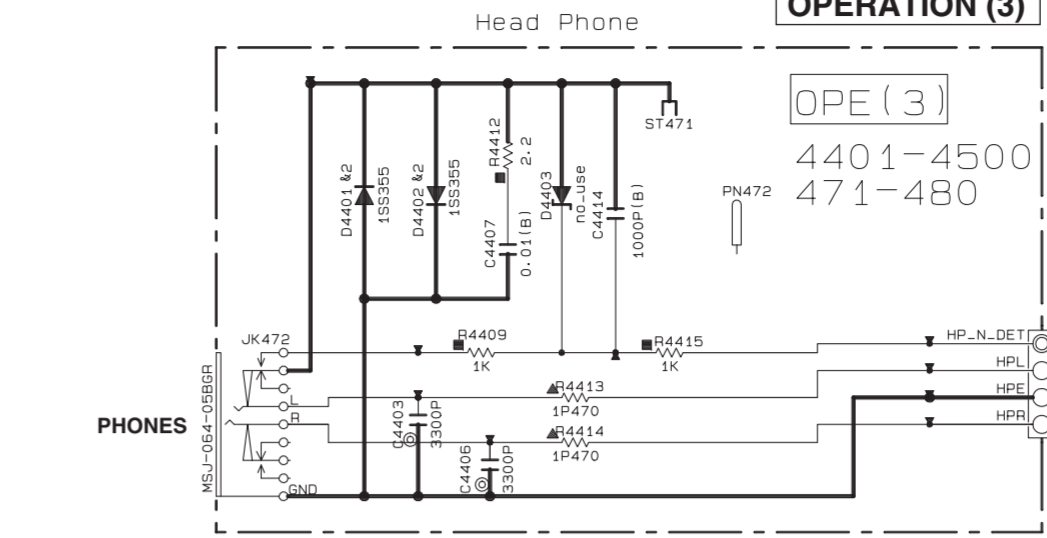 OPERATION (3)
Head Phone
OPE(3)
4401-4500
471-480
ST471
PN472
D4401 &2
1SS355
D4402 &2
1SS355
R4412
2.2
C4407
0.01(B)
D4403
no_use
C4414
1000P(B)
JK472
R4409
1K
R4415
1K
HP_N_DET
HPL
HPE
HPR
PHONES
MSJ-064-05BGR
L
R
GND
R4413
1P470
R4414
1P470
C4403
3300P
C4406
3300P